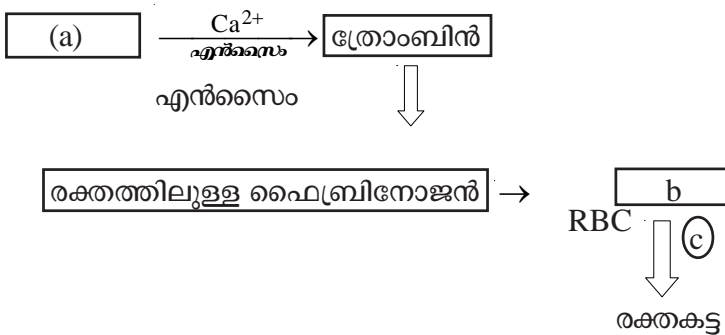 (a)
Ca²⁺
എൻസൈം
ത്രോംബിൻ
എൻസൈം
രക്തത്തിലുള്ള ഫൈബ്രിനോജൻ
b
RBC
c
രക്തകട്ട